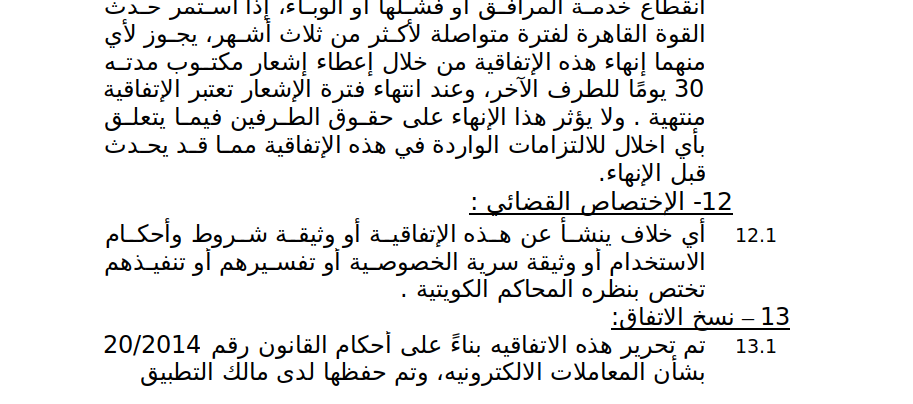 انقطاع خدمة المرافق أو فشلها أو الوباء، إذا استمر حدث
القوة القاهرة لفترة متواصلة لأكثر من ثلاث أشهر، يجوز لأي
منهما إنهاء هذه الإتفاقية من خلال إعطاء إشعار مكتوب مدته
30 يومًا للطرف الآخر، وعند انتهاء فترة الإشعار تعتبر الإتفاقية
منتهية . ولا يؤثر هذا الإنهاء على حقوق الطرفين فيما يتعلق
بأي اخلال للالتزامات الواردة في هذه الإتفاقية مما قد يحدث
قبل الإنهاء.
12- الإختصاص القضائي :
12.1 أي خلاف ينشأ عن هذه الإتفاقية أو وثيقة شروط وأحكام
الاستخدام أو وثيقة سرية الخصوصية أو تفسيرهم أو تنفيذهم
تختص بنظره المحاكم الكويتية .
13 – نسخ الاتفاق:
13.1 تم تحرير هذه الاتفاقيه بناءً على أحكام القانون رقم 20/2014
بشأن المعاملات الالكترونيه، وتم حفظها لدى مالك التطبيق